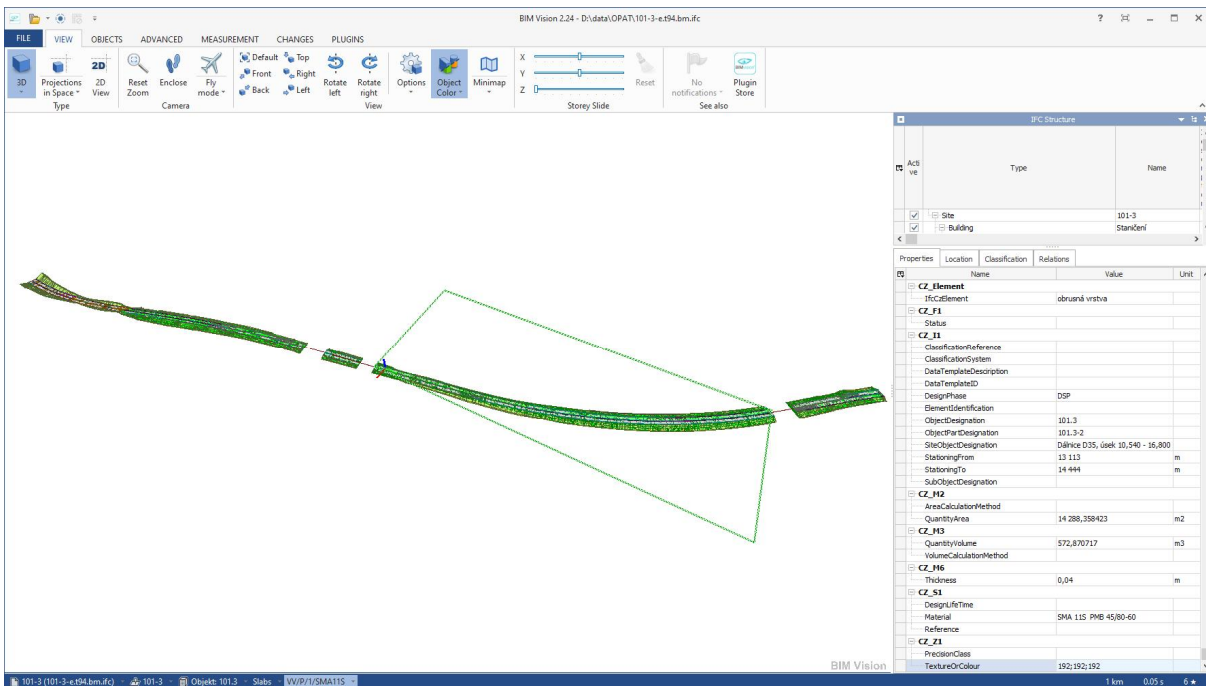 BIM Vision 2.24 - D:\data\OPAT\101-3-e.t94.bm.ifc
FILE VIEW OBJECTS ADVANCED MEASUREMENT CHANGES PLUGINS
3D
Projections in Space
2D
2D View
Type
Reset Zoom
Enclose
Fly mode
Camera
Default Top
Front Right
Back Left
Rotate left
Rotate right
Options
Object Color
Minimap
View
X
Y
Z
Reset
Storey Slide
No notifications
Plugin Store
See also
IFC Structure
Active Type Name
Site 101-3
Building Staničení
Properties Location Classification Relations
Name Value Unit
CZ_Element
IfcCzElement obrusná vrstva
CZ_F1
Status
CZ_I1
ClassificationReference
ClassificationSystem
DataTemplateDescription
DataTemplateID
DesignPhase DSP
ElementIdentification
ObjectDesignation 101.3
ObjectPartDesignation 101.3-2
SiteObjectDesignation Dálnice D35, úsek 10,540 - 16,800
StationingFrom 13 113 m
StationingTo 14 444 m
SubObjectDesignation
CZ_M2
AreaCalculationMethod
QuantityArea 14 288,358423 m2
CZ_M3
QuantityVolume 572,870717 m3
VolumeCalculationMethod
CZ_M6
Thickness 0,04 m
CZ_S1
DesignLifeTime
Material SMA 11S PMB 45/80-60
Reference
CZ_Z1
PrecisionClass
TextureOrColour 192;192;192
BIM Vision
101-3 (101-3-e.t94.bm.ifc) 101-3 Objekt: 101.3 Slabs VV/P/1/SMA11S 1 km 0.05 s 6